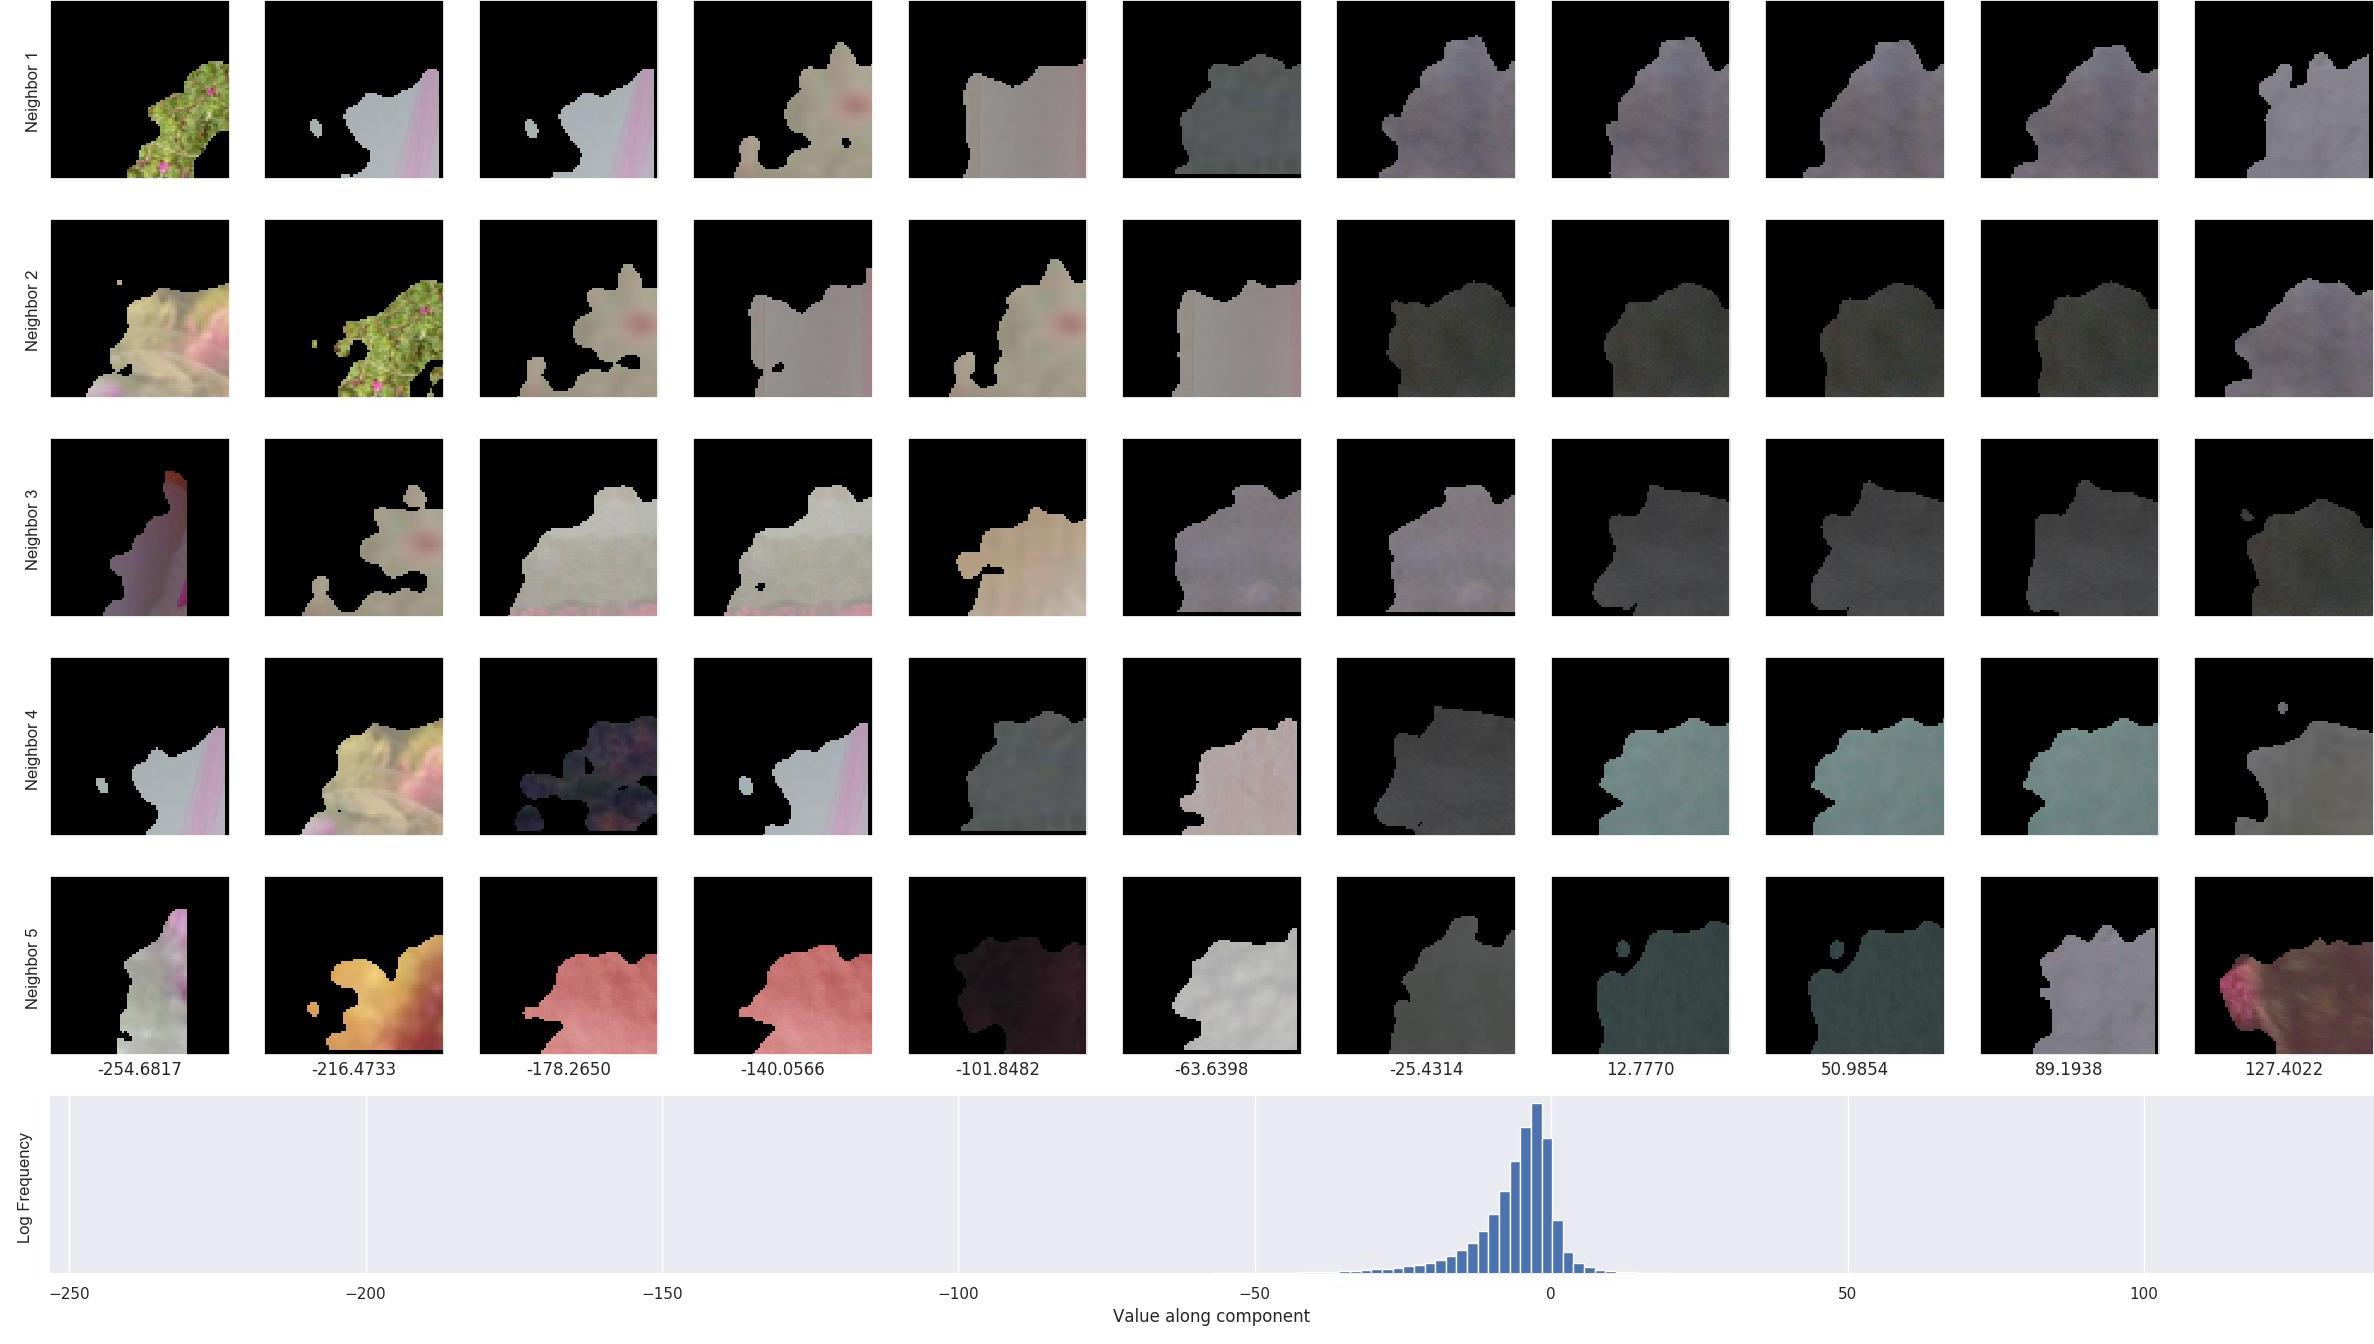 Neighbor 1
Neighbor 2
Neighbor 3
Neighbor 4
Neighbor 5
-254.6817 -216.4733 -178.2650 -140.0566 -101.8482 -63.6398 -25.4314 12.7770 50.9854 89.1938 127.4022
Log Frequency
−250 −200 −150 −100 −50 0 50 100
Value along component